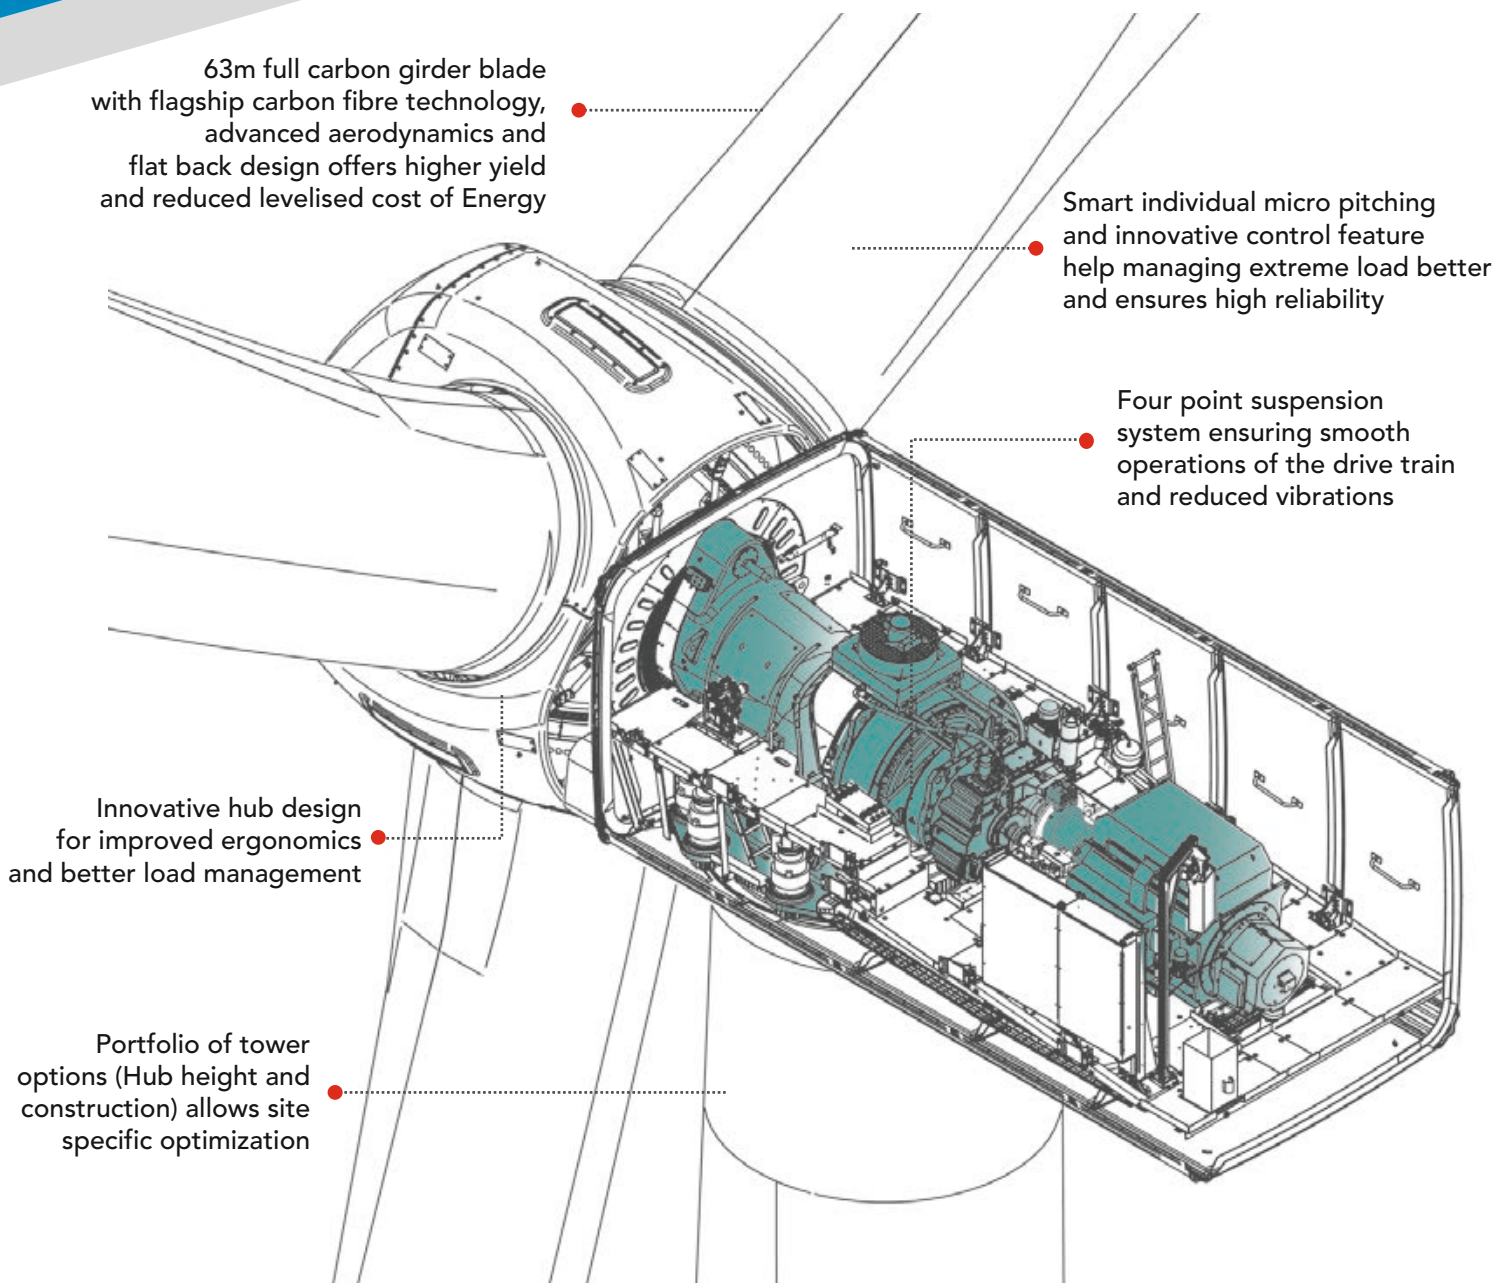 63m full carbon girder blade
with flagship carbon fibre technology,
advanced aerodynamics and
flat back design offers higher yield
and reduced levelised cost of Energy
Smart individual micro pitching
and innovative control feature
help managing extreme load better
and ensures high reliability
Four point suspension
system ensuring smooth
operations of the drive train
and reduced vibrations
Innovative hub design
for improved ergonomics
and better load management
Portfolio of tower
options (Hub height and
construction) allows site
specific optimization